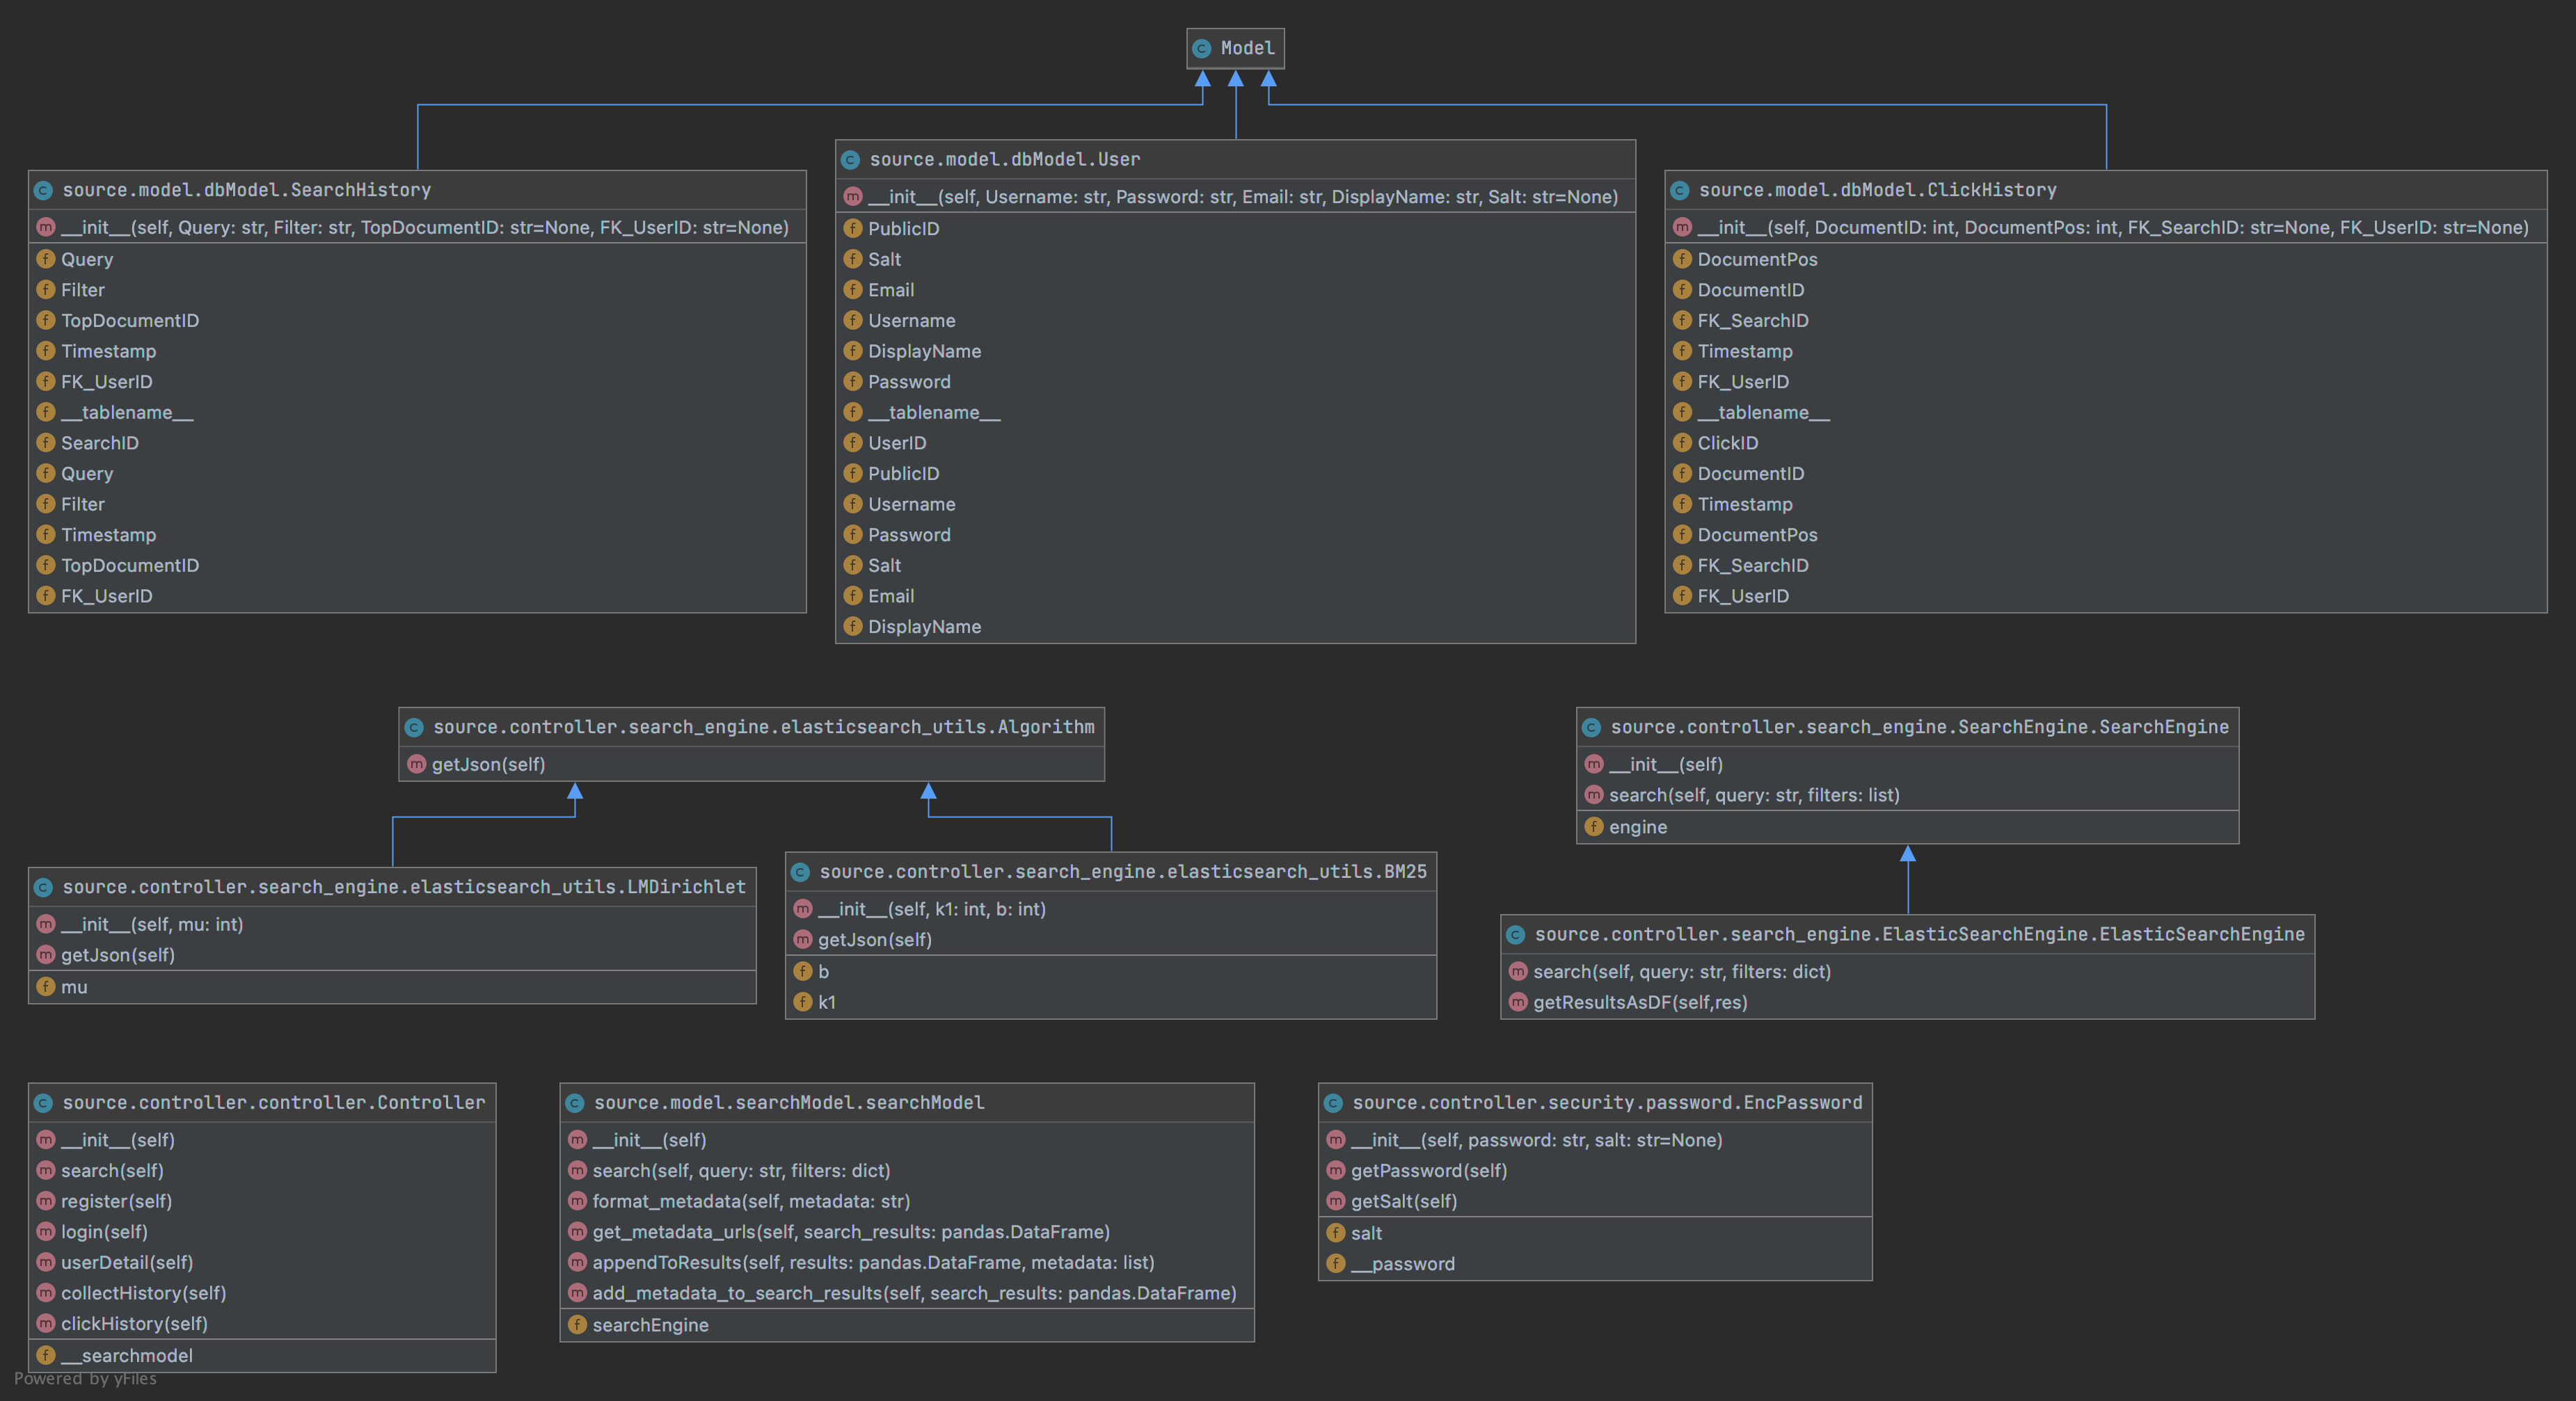 Model
source.model.dbModel.SearchHistory
__init__(self, Query: str, Filter: str, TopDocumentID: str=None, FK_UserID: str=None)
Query
Filter
TopDocumentID
Timestamp
FK_UserID
__tablename__
SearchID
Query
Filter
Timestamp
TopDocumentID
FK_UserID
source.model.dbModel.User
__init__(self, Username: str, Password: str, Email: str, DisplayName: str, Salt: str=None)
PublicID
Salt
Email
Username
DisplayName
Password
__tablename__
UserID
PublicID
Username
Password
Salt
Email
DisplayName
source.model.dbModel.ClickHistory
__init__(self, DocumentID: int, DocumentPos: int, FK_SearchID: str=None, FK_UserID: str=None)
DocumentPos
DocumentID
FK_SearchID
Timestamp
FK_UserID
__tablename__
ClickID
DocumentID
Timestamp
DocumentPos
FK_SearchID
FK_UserID
source.controller.search_engine.elasticsearch_utils.Algorithm
getJson(self)
source.controller.search_engine.SearchEngine.SearchEngine
__init__(self)
search(self, query: str, filters: list)
engine
source.controller.search_engine.elasticsearch_utils.LMDirichlet
__init__(self, mu: int)
getJson(self)
mu
source.controller.search_engine.elasticsearch_utils.BM25
__init__(self, k1: int, b: int)
getJson(self)
b
k1
source.controller.search_engine.ElasticSearchEngine.ElasticSearchEngine
search(self, query: str, filters: dict)
getResultsAsDF(self,res)
source.controller.controller.Controller
__init__(self)
search(self)
register(self)
login(self)
userDetail(self)
collectHistory(self)
clickHistory(self)
__searchmodel
source.model.searchModel.searchModel
__init__(self)
search(self, query: str, filters: dict)
format_metadata(self, metadata: str)
get_metadata_urls(self, search_results: pandas.DataFrame)
appendToResults(self, results: pandas.DataFrame, metadata: list)
add_metadata_to_search_results(self, search_results: pandas.DataFrame)
searchEngine
source.controller.security.password.EncPassword
__init__(self, password: str, salt: str=None)
getPassword(self)
getSalt(self)
salt
__password
Powered by yFiles